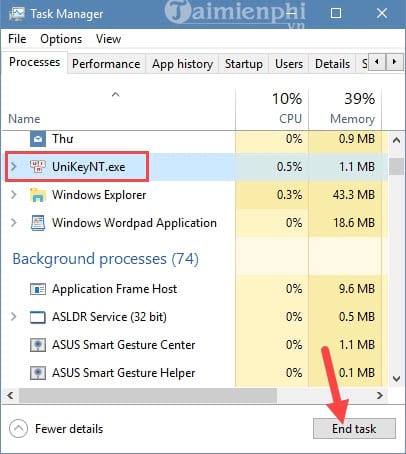 Task Manager
Taimienphi
.vn
File Options View
Processes Performance App history Startup Users Details S
10% 39%
Name CPU Memory
Thư 0% 0.9 MB
UniKeyNT.exe 0.5% 1.1 MB
Windows Explorer 0.3% 43.3 MB
Windows Wordpad Application 0% 18.6 MB
Background processes (74)
Application Frame Host 0% 9.6 MB
ASLDR Service (32 bit) 0% 0.5 MB
ASUS Smart Gesture Center 0% 1.1 MB
ASUS Smart Gesture Helper 0% 0.1 MB
Fewer details End task